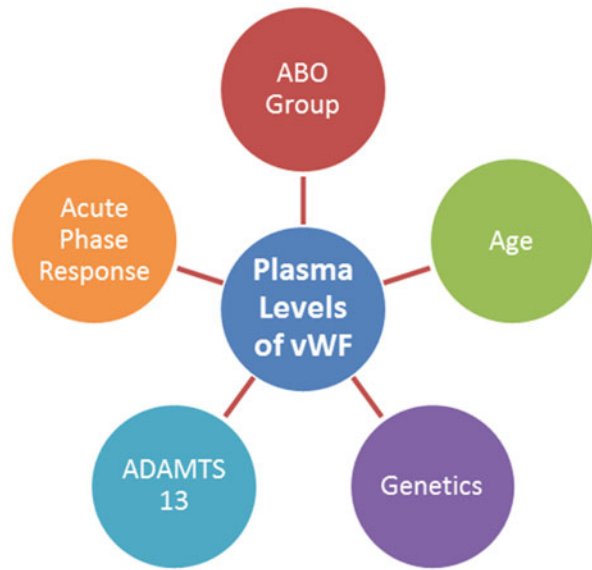 ABO
Group
Acute
Phase
Response
Age
Plasma
Levels
of vWF
ADAMTS
13
Genetics